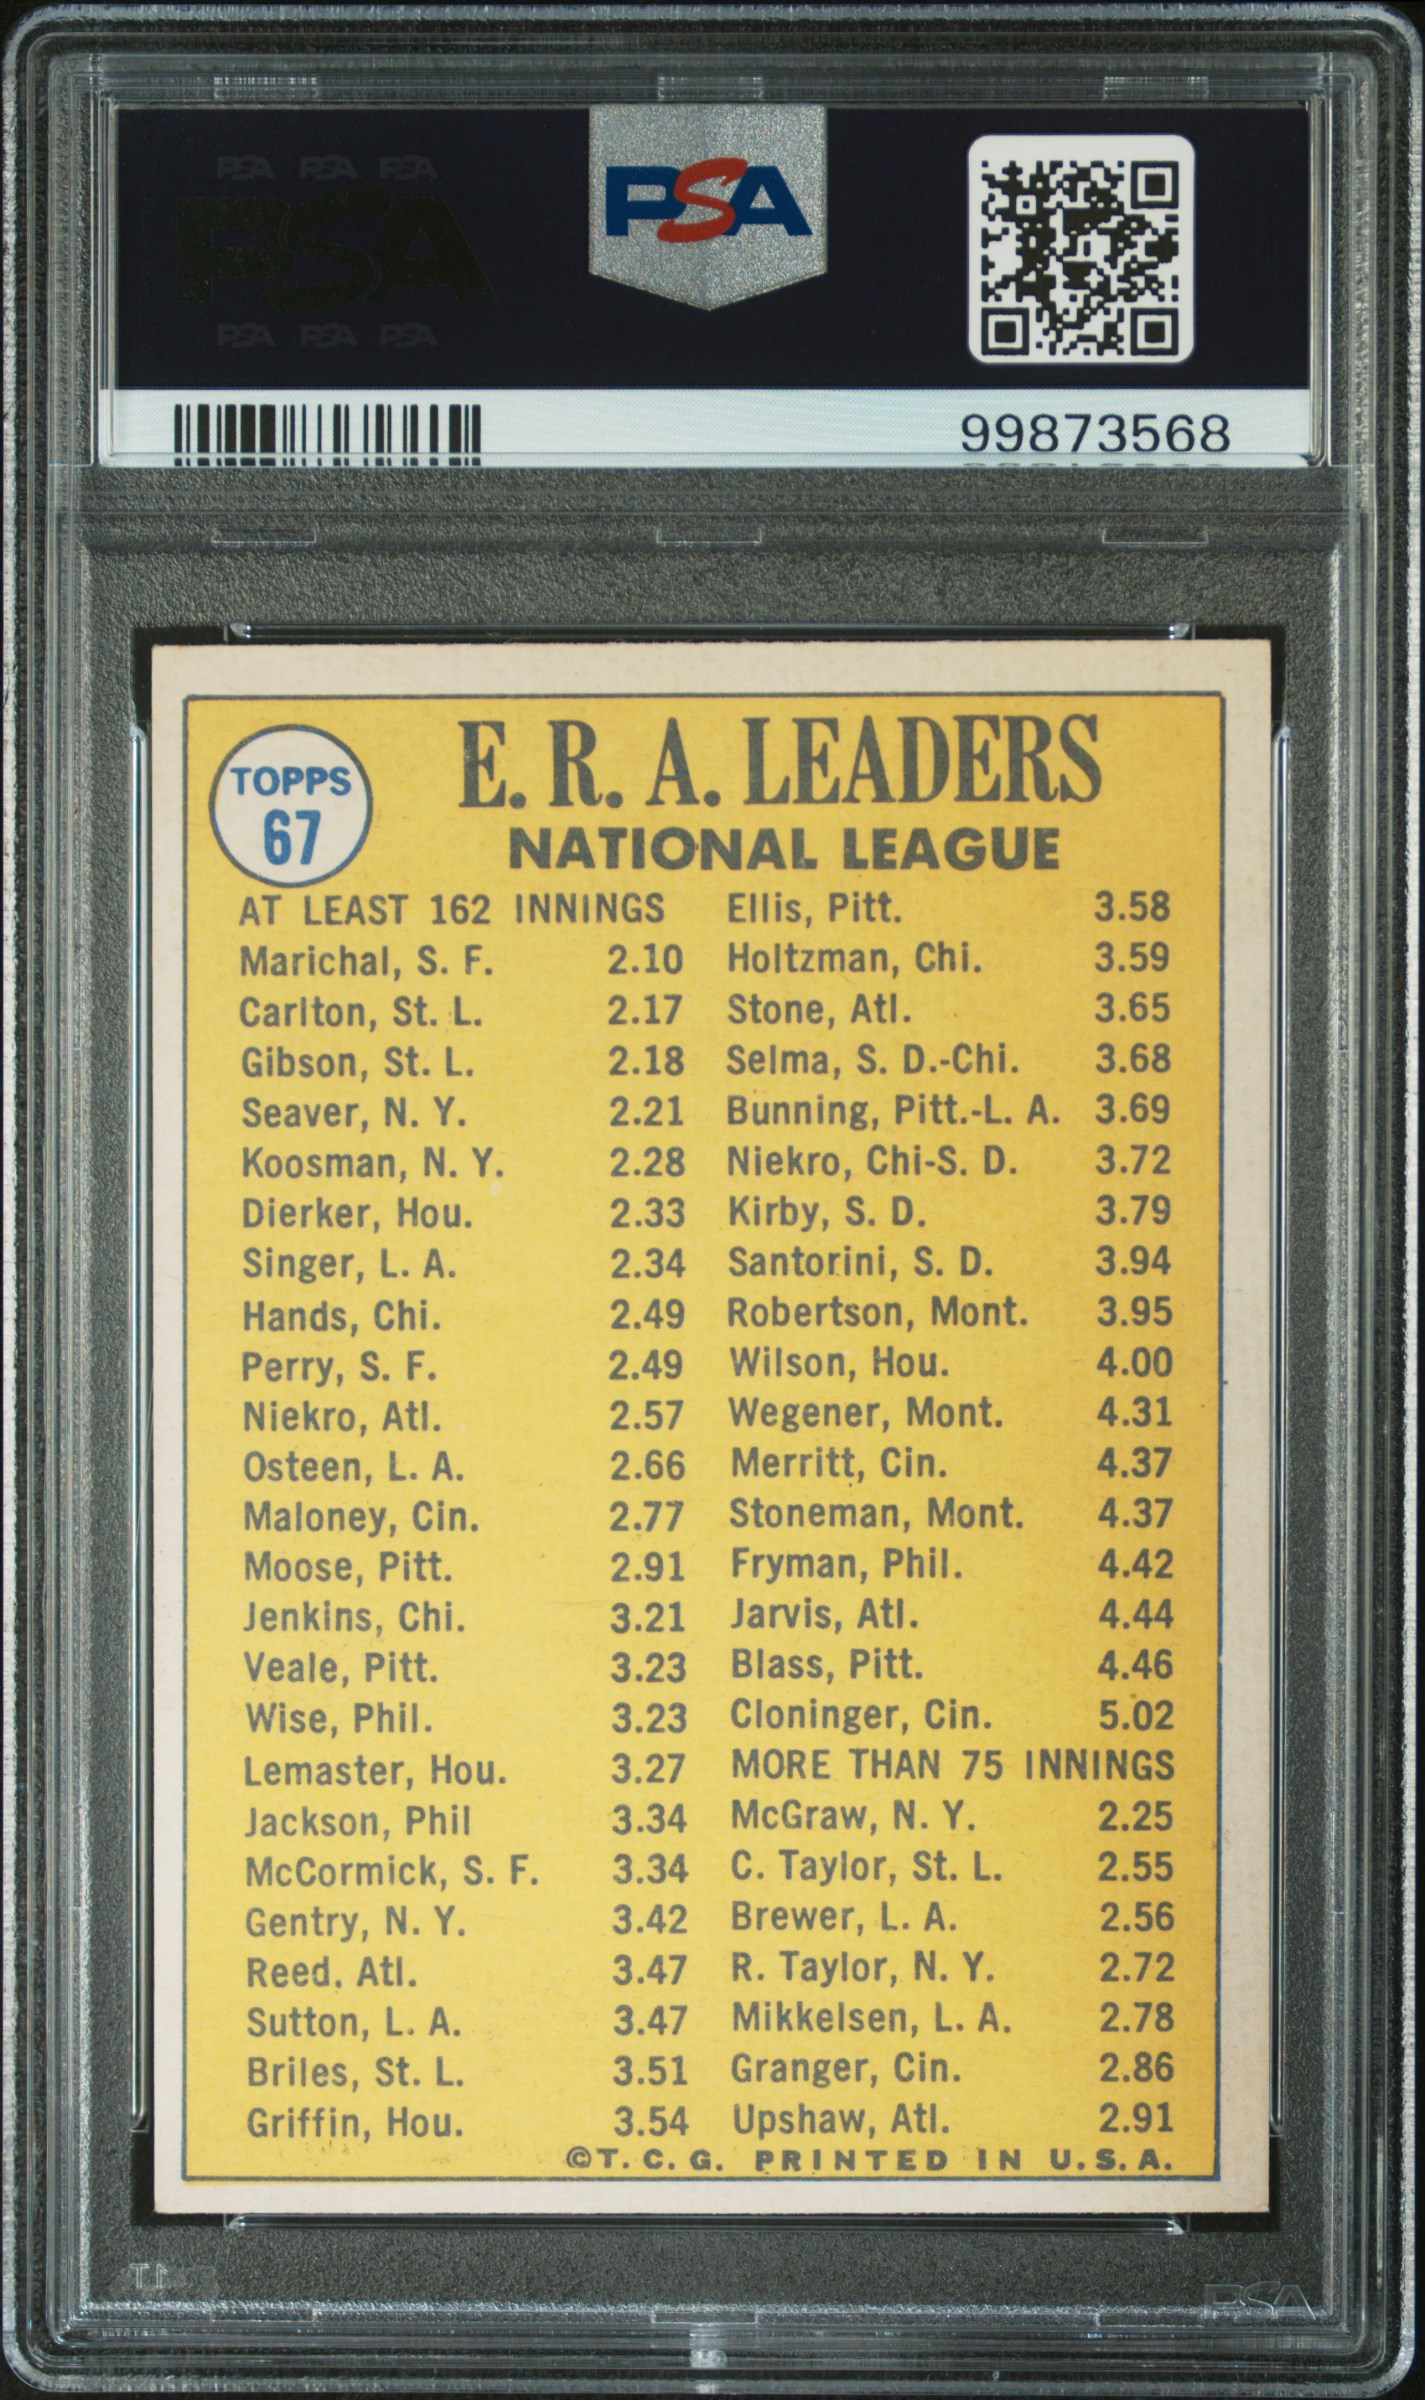 PSA PSA PSA
PSA
PSA PSA PSA
PSA
99873568
TOPPS
67
E. R. A. LEADERS
NATIONAL LEAGUE
AT LEAST 162 INNINGS
Marichal, S. F. 2.10
Carlton, St. L. 2.17
Gibson, St. L. 2.18
Seaver, N. Y. 2.21
Koosman, N. Y. 2.28
Dierker, Hou. 2.33
Singer, L. A. 2.34
Hands, Chi. 2.49
Perry, S. F. 2.49
Niekro, Atl. 2.57
Osteen, L. A. 2.66
Maloney, Cin. 2.77
Moose, Pitt. 2.91
Jenkins, Chi. 3.21
Veale, Pitt. 3.23
Wise, Phil. 3.23
Lemaster, Hou. 3.27
Jackson, Phil 3.34
McCormick, S. F. 3.34
Gentry, N. Y. 3.42
Reed. Atl. 3.47
Sutton, L. A. 3.47
Briles, St. L. 3.51
Griffin, Hou. 3.54
Ellis, Pitt. 3.58
Holtzman, Chi. 3.59
Stone, Atl. 3.65
Selma, S. D.-Chi. 3.68
Bunning, Pitt.-L. A. 3.69
Niekro, Chi-S. D. 3.72
Kirby, S. D. 3.79
Santorini, S. D. 3.94
Robertson, Mont. 3.95
Wilson, Hou. 4.00
Wegener, Mont. 4.31
Merritt, Cin. 4.37
Stoneman, Mont. 4.37
Fryman, Phil. 4.42
Jarvis, Atl. 4.44
Blass, Pitt. 4.46
Cloninger, Cin. 5.02
MORE THAN 75 INNINGS
McGraw, N. Y. 2.25
C. Taylor, St. L. 2.55
Brewer, L. A. 2.56
R. Taylor, N. Y. 2.72
Mikkelsen, L. A. 2.78
Granger, Cin. 2.86
Upshaw, Atl. 2.91
©T. C. G. PRINTED IN U. S. A.
PSA